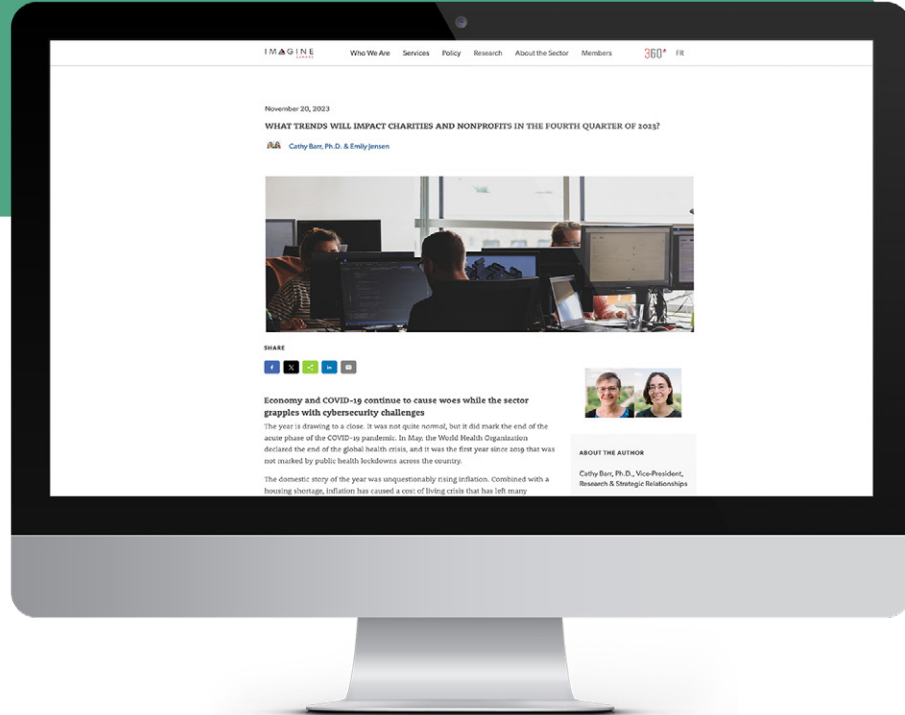 IMAGINE
CANADA
Who We Are Services Policy Research About the Sector Members 360° FR
November 20, 2023
WHAT TRENDS WILL IMPACT CHARITIES AND NONPROFITS IN THE FOURTH QUARTER OF 2023?
Cathy Barr, Ph.D. & Emily Jensen
SHARE
Economy and COVID-19 continue to cause woes while the sector
grapples with cybersecurity challenges
The year is drawing to a close. It was not quite normal, but it did mark the end of the
acute phase of the COVID-19 pandemic. In May, the World Health Organization
declared the end of the global health crisis, and it was the first year since 2019 that was
not marked by public health lockdowns across the country.
The domestic story of the year was unquestionably rising inflation. Combined with a
housing shortage, inflation has caused a cost of living crisis that has left many
ABOUT THE AUTHOR
Cathy Barr, Ph.D., Vice-President,
Research & Strategic Relationships